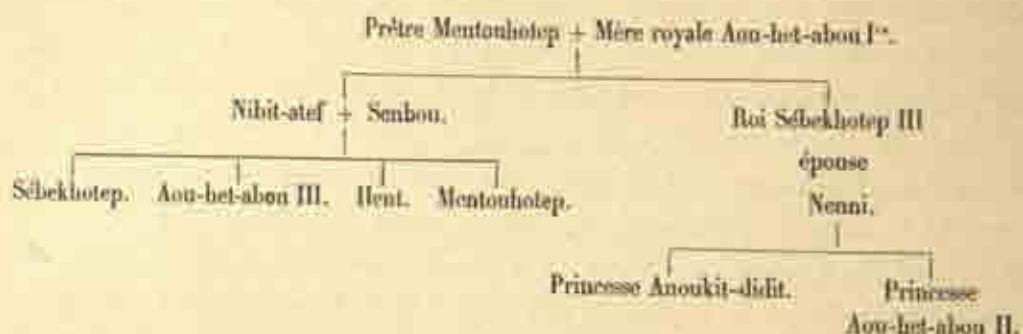 Prêtre Mentouhotep + Mère royale Aou-het-abou Iʳᵉ.
Nibit-atef + Senbou. Roi Sébekhotep III
épouse
Sébekhotep. Aou-het-abou III. Hent. Mentouhotep. Nenni.
Princesse Anoukit-didit. Princesse
Aou-het-abou II.